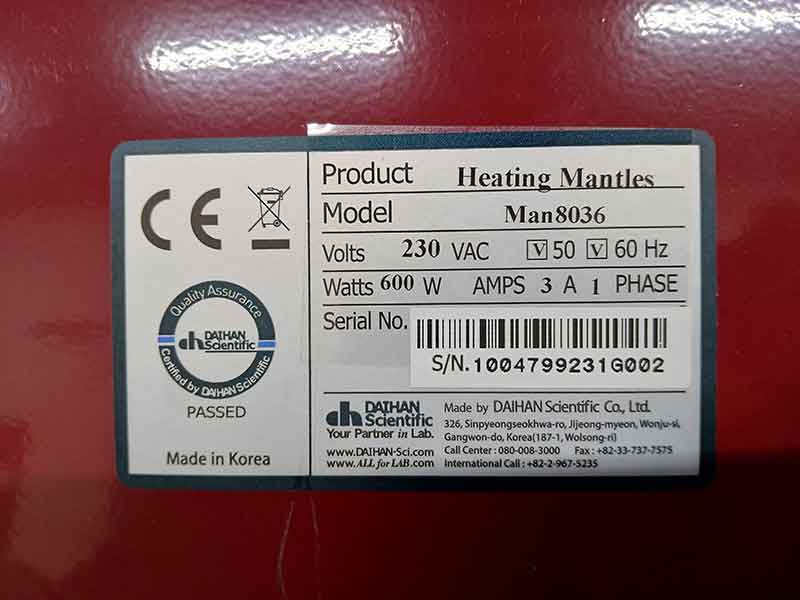 CE
Quality Assurance
dh DAIHAN Scientific
Certified by DAIHAN Scientific
PASSED
Made in Korea
Product Heating Mantles
Model Man8036
Volts 230 VAC V 50 V 60 Hz
Watts 600 W AMPS 3 A 1 PHASE
Serial No.
S/N.1004799231G002
dh DAIHAN Scientific
Your Partner in Lab.
www.DAIHAN-Sci.com
www.ALL for LAB.com
Made by DAIHAN Scientific Co., Ltd.
326, Sinpyeongseokhwa-ro, Jijeong-myeon, Wonju-si,
Gangwon-do, Korea(187-1, Wolsong-ri)
Call Center : 080-008-3000 Fax : +82-33-737-7575
International Call : +82-2-967-5235